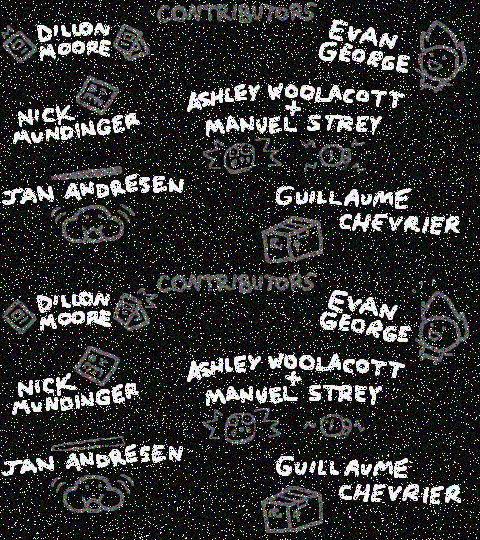 CONTRIBUTORS
DILLON
MOORE
EVAN
GEORGE
NICK
MUNDINGER
ASHLEY WOOLACOTT
+
MANUEL STREY
JAN ANDRESEN
GUILLAUME
CHEVRIER
CONTRIBUTORS
DILLON
MOORE
EVAN
GEORGE
NICK
MUNDINGER
ASHLEY WOOLACOTT
+
MANUEL STREY
JAN ANDRESEN
GUILLAUME
CHEVRIER